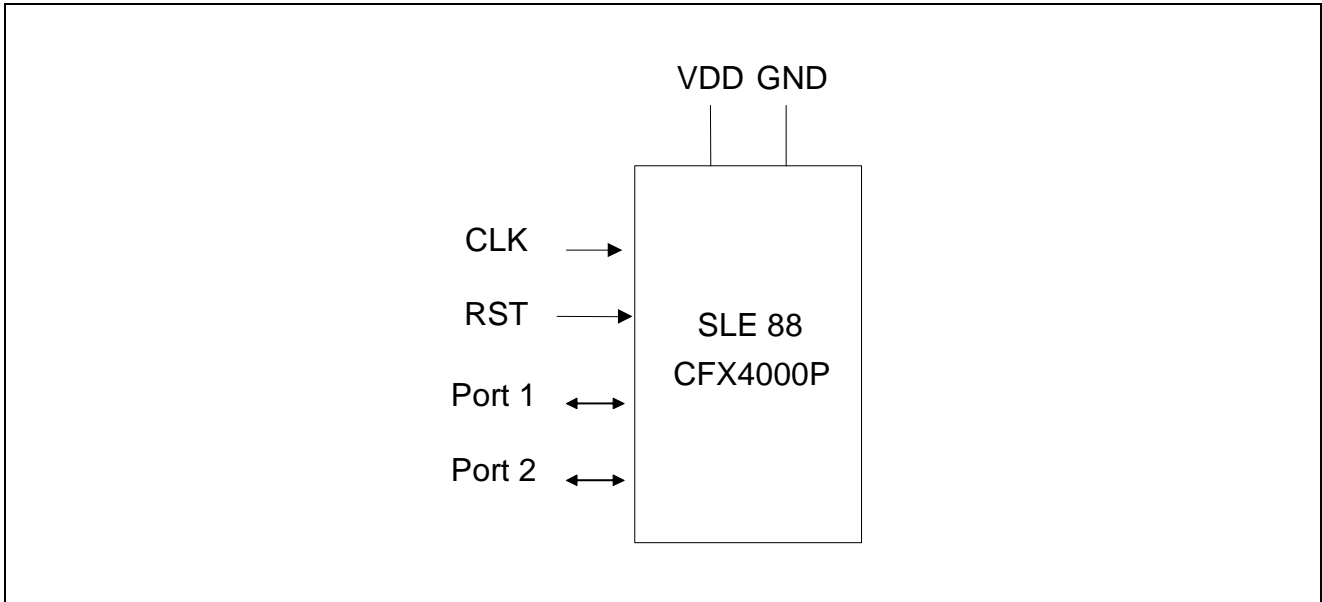 VDD GND
CLK
RST
SLE 88
CFX4000P
Port 1
Port 2